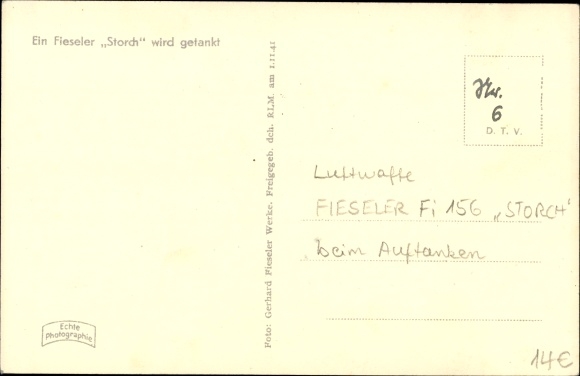 Ein Fieseler „Storch“ wird getankt
Foto: Gerhard Fieseler Werke. Freigegeb. dch. RLM. am 1.11.41
6
D. T. V.
Luftwaffe
FIESELER Fi 156 „STORCH“
beim Auftanken
Echte
Photographie
14€